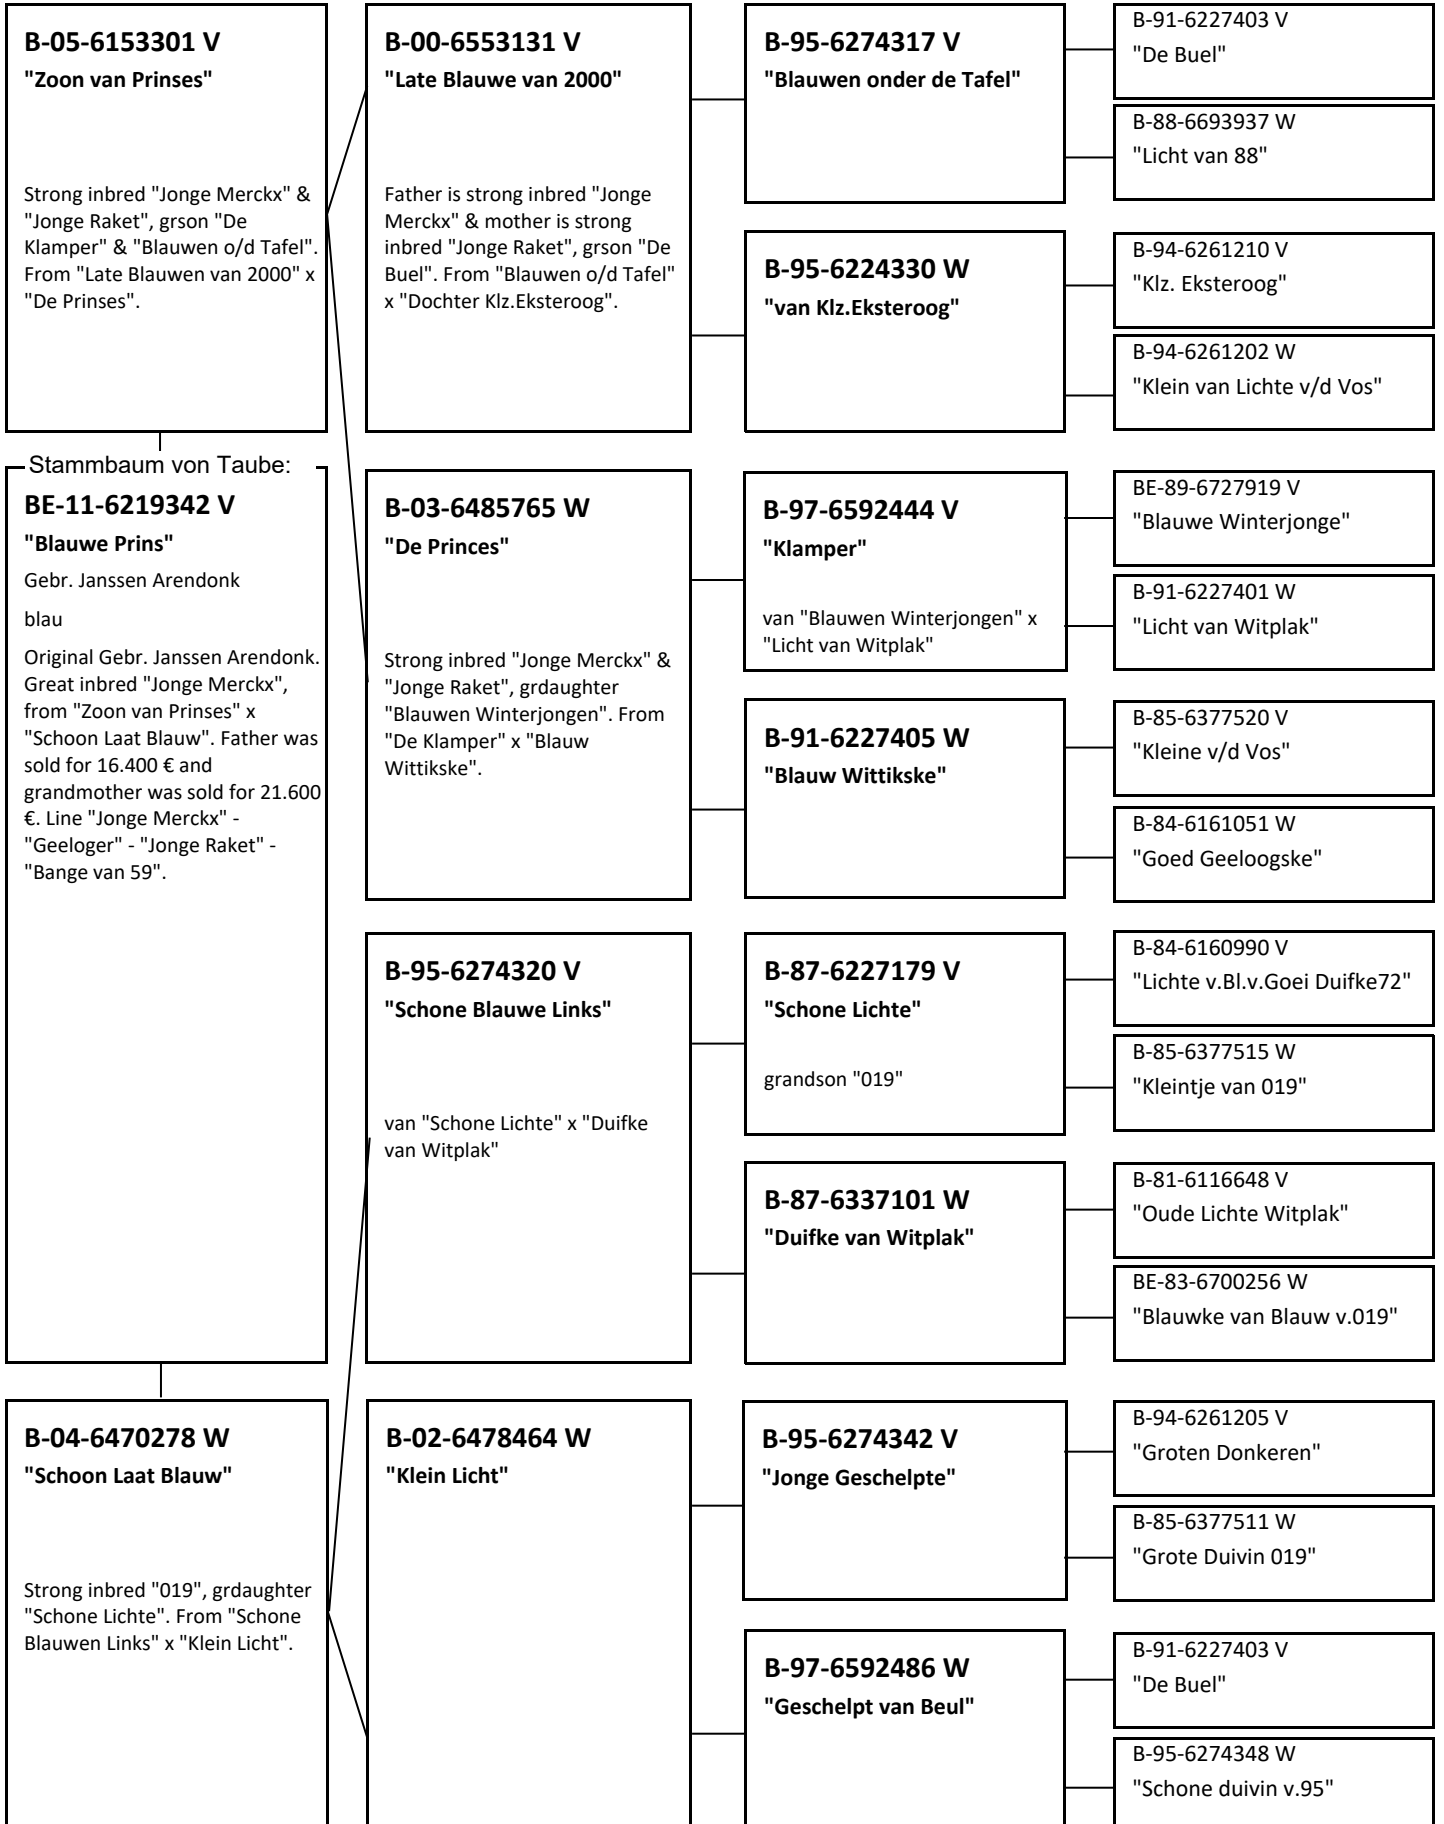 B-05-6153301 V
"Zoon van Prinses"
Strong inbred "Jonge Merckx" &
"Jonge Raket", grson "De
Klamper" & "Blauwen o/d Tafel".
From "Late Blauwen van 2000" x
"De Prinses".
Stammbaum von Taube:
BE-11-6219342 V
"Blauwe Prins"
Gebr. Janssen Arendonk
blau
Original Gebr. Janssen Arendonk.
Great inbred "Jonge Merckx",
from "Zoon van Prinses" x
"Schoon Laat Blauw". Father was
sold for 16.400 € and
grandmother was sold for 21.600
€. Line "Jonge Merckx" -
"Geeloger" - "Jonge Raket" -
"Bange van 59".
B-04-6470278 W
"Schoon Laat Blauw"
Strong inbred "019", grdaughter
"Schone Lichte". From "Schone
Blauwen Links" x "Klein Licht".
B-00-6553131 V
"Late Blauwe van 2000"
Father is strong inbred "Jonge
Merckx" & mother is strong
inbred "Jonge Raket", grson "De
Buel". From "Blauwen o/d Tafel"
x "Dochter Klz.Eksteroog".
B-03-6485765 W
"De Princes"
Strong inbred "Jonge Merckx" &
"Jonge Raket", grdaughter
"Blauwen Winterjongen". From
"De Klamper" x "Blauw
Wittikske".
B-95-6274320 V
"Schone Blauwe Links"
van "Schone Lichte" x "Duifke
van Witplak"
B-02-6478464 W
"Klein Licht"
B-95-6274317 V
"Blauwen onder de Tafel"
B-95-6224330 W
"van Klz.Eksteroog"
B-97-6592444 V
"Klamper"
van "Blauwen Winterjongen" x
"Licht van Witplak"
B-91-6227405 W
"Blauw Wittikske"
B-87-6227179 V
"Schone Lichte"
grandson "019"
B-87-6337101 W
"Duifke van Witplak"
B-95-6274342 V
"Jonge Geschelpte"
B-97-6592486 W
"Geschelpt van Beul"
B-91-6227403 V
"De Buel"
B-88-6693937 W
"Licht van 88"
B-94-6261210 V
"Klz. Eksteroog"
B-94-6261202 W
"Klein van Lichte v/d Vos"
BE-89-6727919 V
"Blauwe Winterjonge"
B-91-6227401 W
"Licht van Witplak"
B-85-6377520 V
"Kleine v/d Vos"
B-84-6161051 W
"Goed Geeloogske"
B-84-6160990 V
"Lichte v.Bl.v.Goei Duifke72"
B-85-6377515 W
"Kleintje van 019"
B-81-6116648 V
"Oude Lichte Witplak"
BE-83-6700256 W
"Blauwke van Blauw v.019"
B-94-6261205 V
"Groten Donkeren"
B-85-6377511 W
"Grote Duivin 019"
B-91-6227403 V
"De Buel"
B-95-6274348 W
"Schone duivin v.95"